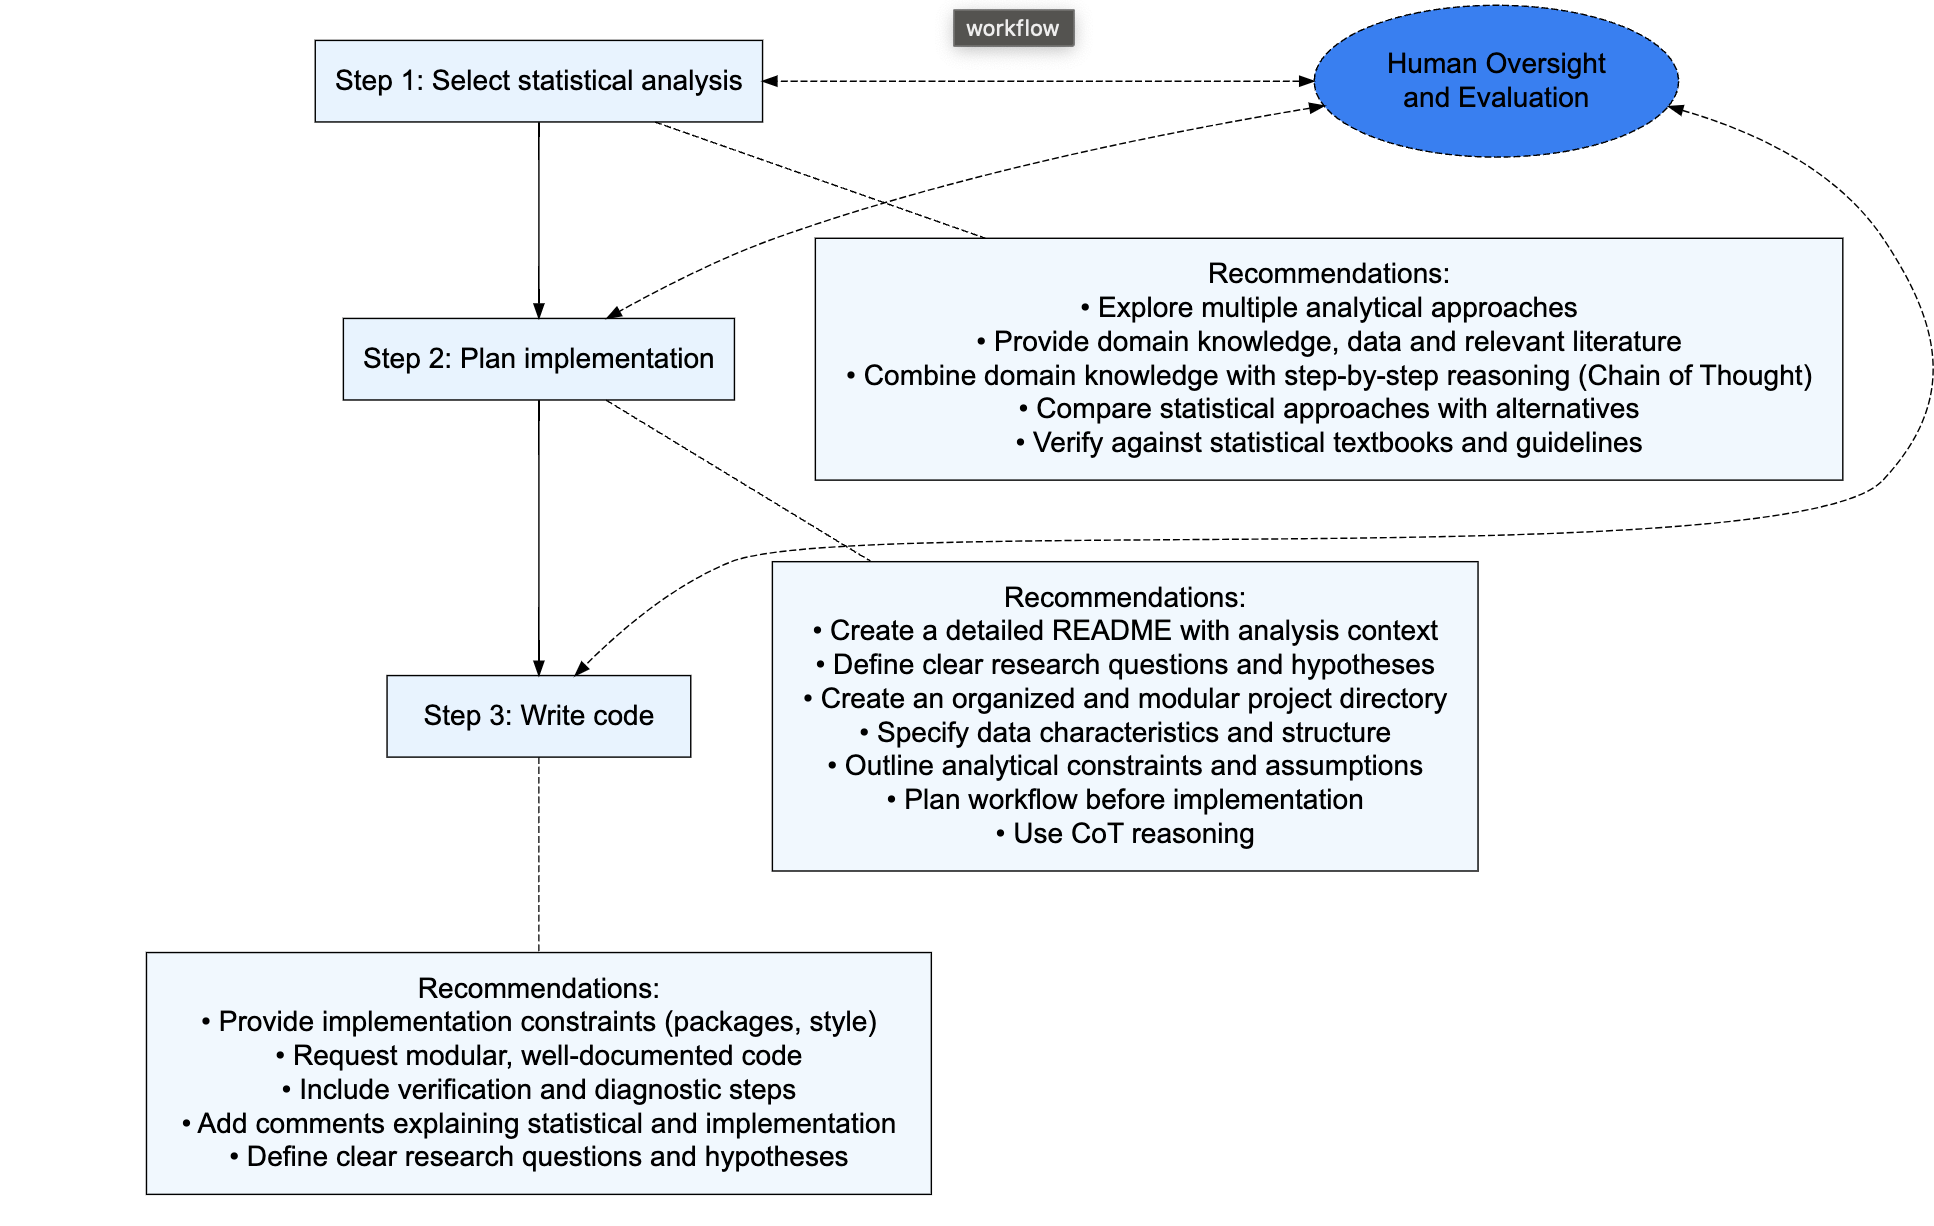 workflow
Step 1: Select statistical analysis
Human Oversight
and Evaluation
Recommendations:
• Explore multiple analytical approaches
• Provide domain knowledge, data and relevant literature
• Combine domain knowledge with step-by-step reasoning (Chain of Thought)
• Compare statistical approaches with alternatives
• Verify against statistical textbooks and guidelines
Step 2: Plan implementation
Recommendations:
• Create a detailed README with analysis context
• Define clear research questions and hypotheses
• Create an organized and modular project directory
• Specify data characteristics and structure
• Outline analytical constraints and assumptions
• Plan workflow before implementation
• Use CoT reasoning
Step 3: Write code
Recommendations:
• Provide implementation constraints (packages, style)
• Request modular, well-documented code
• Include verification and diagnostic steps
• Add comments explaining statistical and implementation
• Define clear research questions and hypotheses